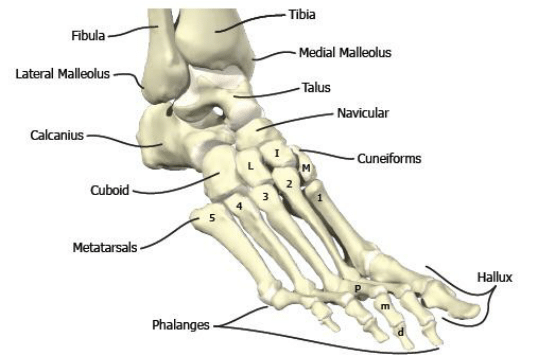 Tibia
Fibula
Medial Malleolus
Lateral Malleolus
Talus
Navicular
Calcanius
Cuneiforms
I
L
M
Cuboid
2
1
3
4
5
Metatarsals
Hallux
P
m
d
Phalanges